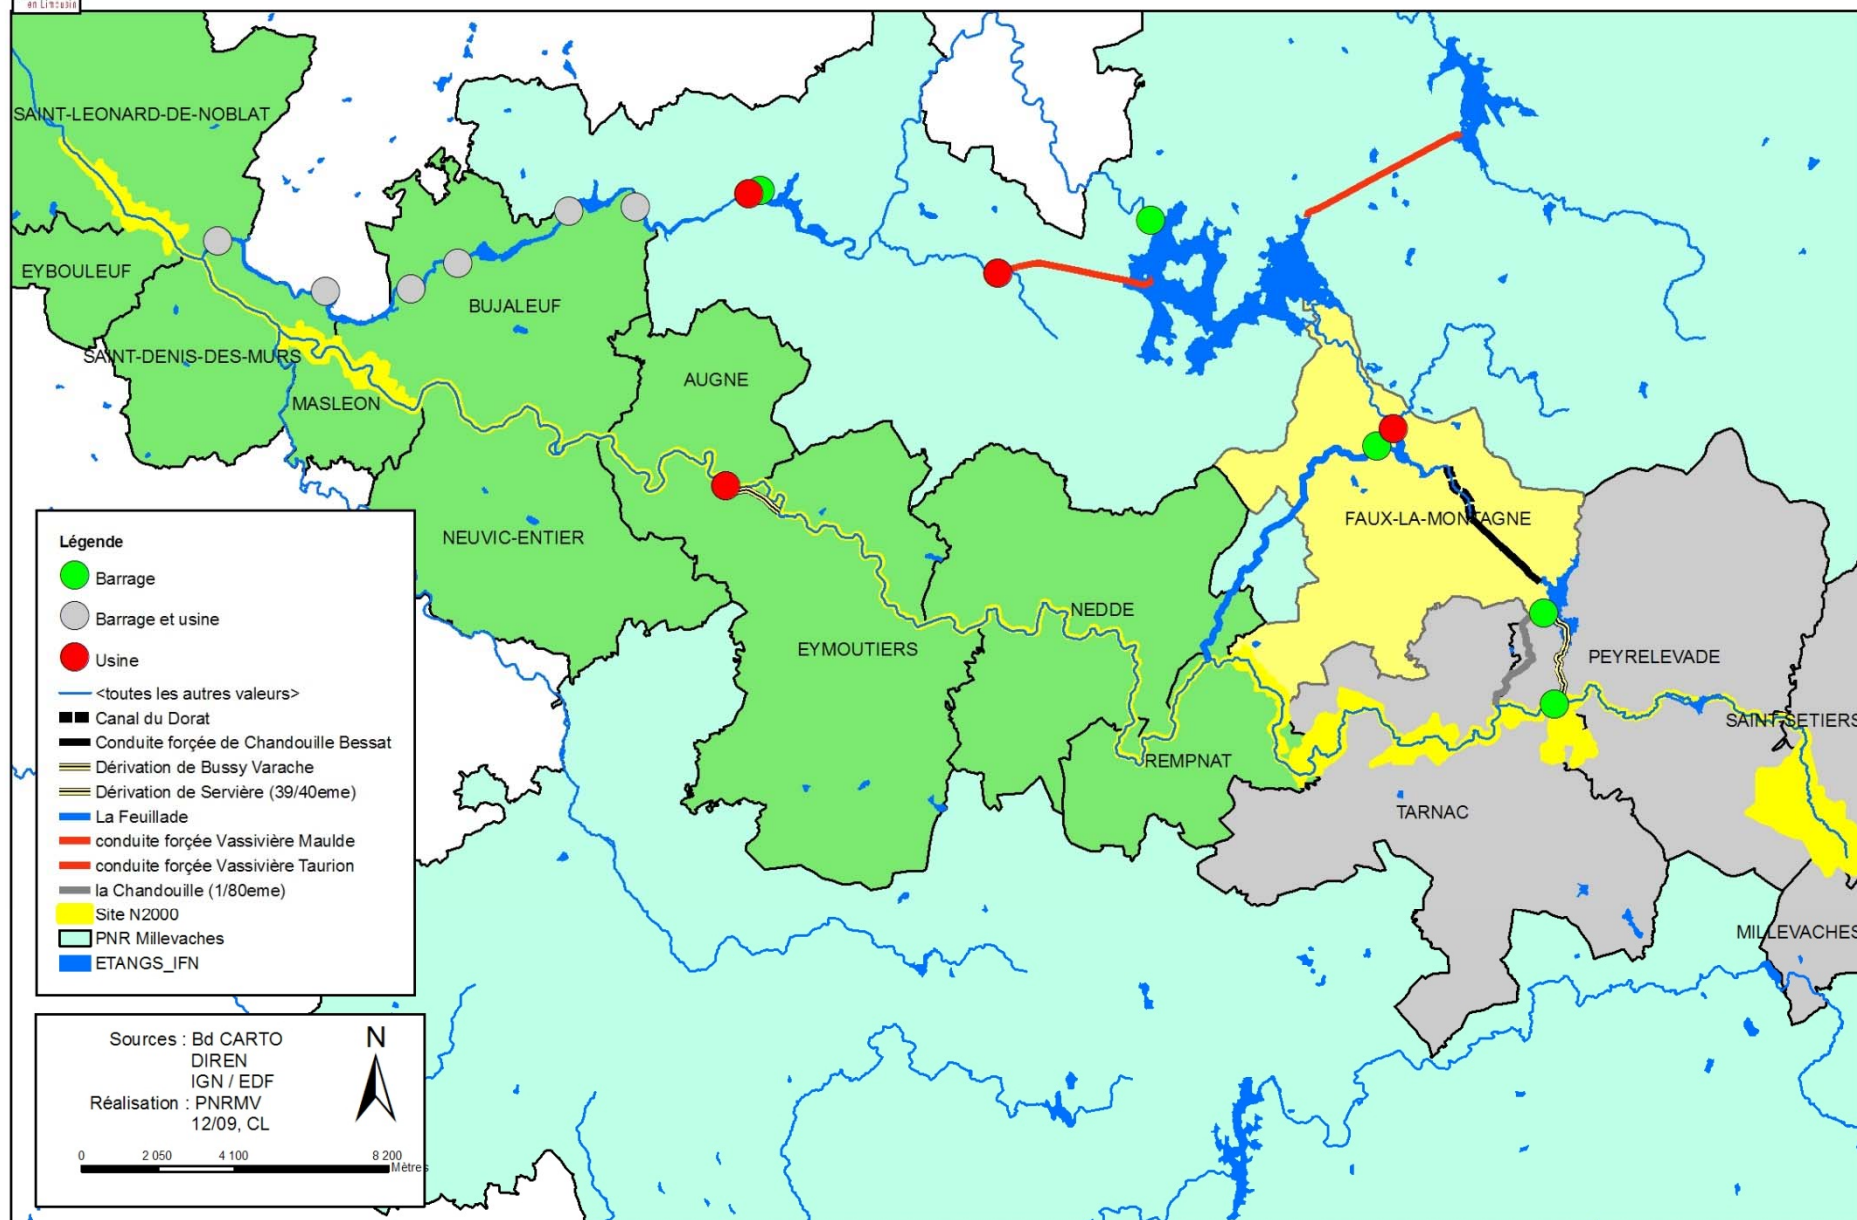 en Limousin
SAINT-LEONARD-DE-NOBLAT
EYBOULEUF
BUJALEUF
SAINT-DENIS-DES-MURS
AUGNE
MASLEON
FAUX-LA-MONTAGNE
NEUVIC-ENTIER
NEDDE
EYMOUTIERS
PEYRELEVADE
SAINT-SETIERS
REMPNAT
TARNAC
MILLEVACHES
Légende
Barrage
Barrage et usine
Usine
<toutes les autres valeurs>
Canal du Dorat
Conduite forçée de Chandouille Bessat
Dérivation de Bussy Varache
Dérivation de Servière (39/40eme)
La Feuillade
conduite forçée Vassivière Maulde
conduite forçée Vassivière Taurion
la Chandouille (1/80eme)
Site N2000
PNR Millevaches
ETANGS_IFN
Sources : Bd CARTO
DIREN
IGN / EDF
Réalisation : PNRMV
12/09, CL
N
0 2 050 4 100 8 200
Mètres